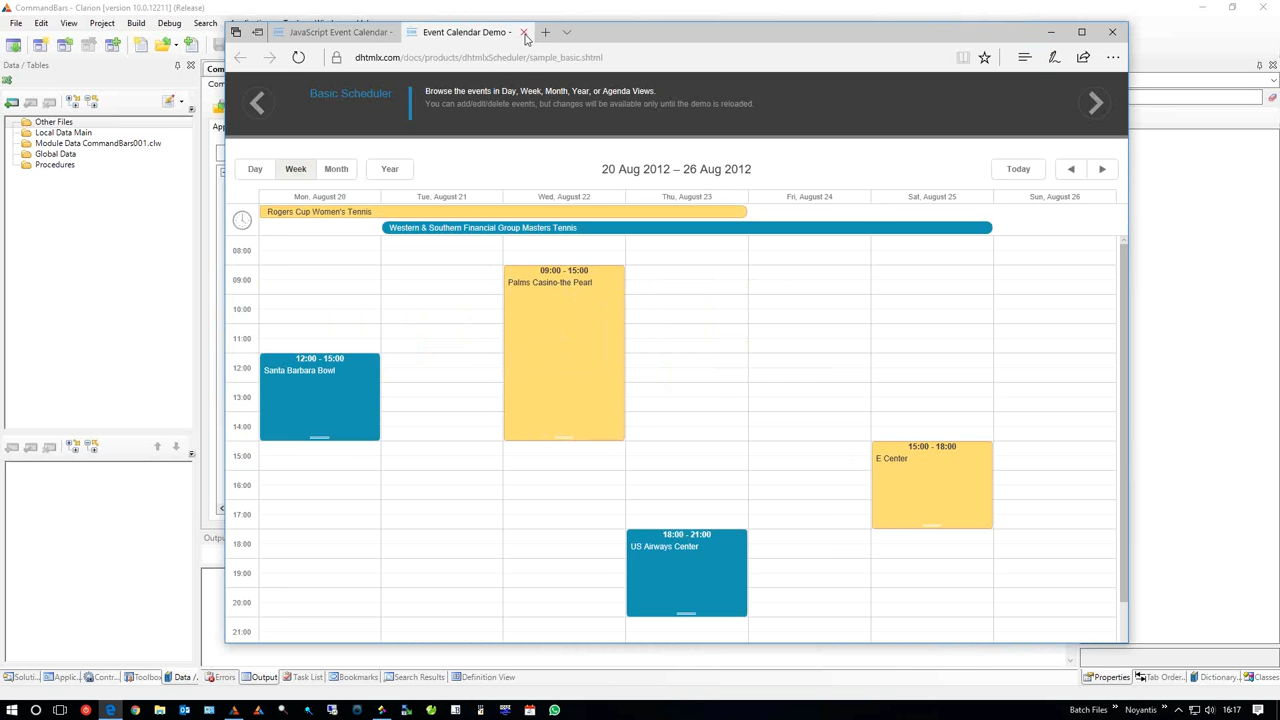 CommandBars - Clarion [version 10.0.12211] (Release)
File Edit View Project Build Debug Search
Data / Tables
Other Files
Local Data Main
Module Data CommandBars001.clw
Global Data
Procedures
JavaScript Event Calendar -
Event Calendar Demo -
dhtmlx.com/docs/products/dhtmlxScheduler/sample_basic.shtml
Basic Scheduler
Browse the events in Day, Week, Month, Year, or Agenda Views.
You can add/edit/delete events, but changes will be available only until the demo is reloaded.
Day Week Month Year
20 Aug 2012 – 26 Aug 2012
Today
Mon, August 20 Tue, August 21 Wed, August 22 Thu, August 23 Fri, August 24 Sat, August 25 Sun, August 26
Rogers Cup Women's Tennis
Western & Southern Financial Group Masters Tennis
08:00
09:00
10:00
11:00
12:00
13:00
14:00
15:00
16:00
17:00
18:00
19:00
20:00
21:00
12:00 - 15:00
Santa Barbara Bowl
09:00 - 15:00
Palms Casino-the Pearl
18:00 - 21:00
US Airways Center
15:00 - 18:00
E Center
Soluti... Applic... Contr... Toolbox Data /... Errors Output Task List Bookmarks Search Results Definition View
Properties Tab Order... Dictionary... Classes
Batch Files Noyantis 16:17